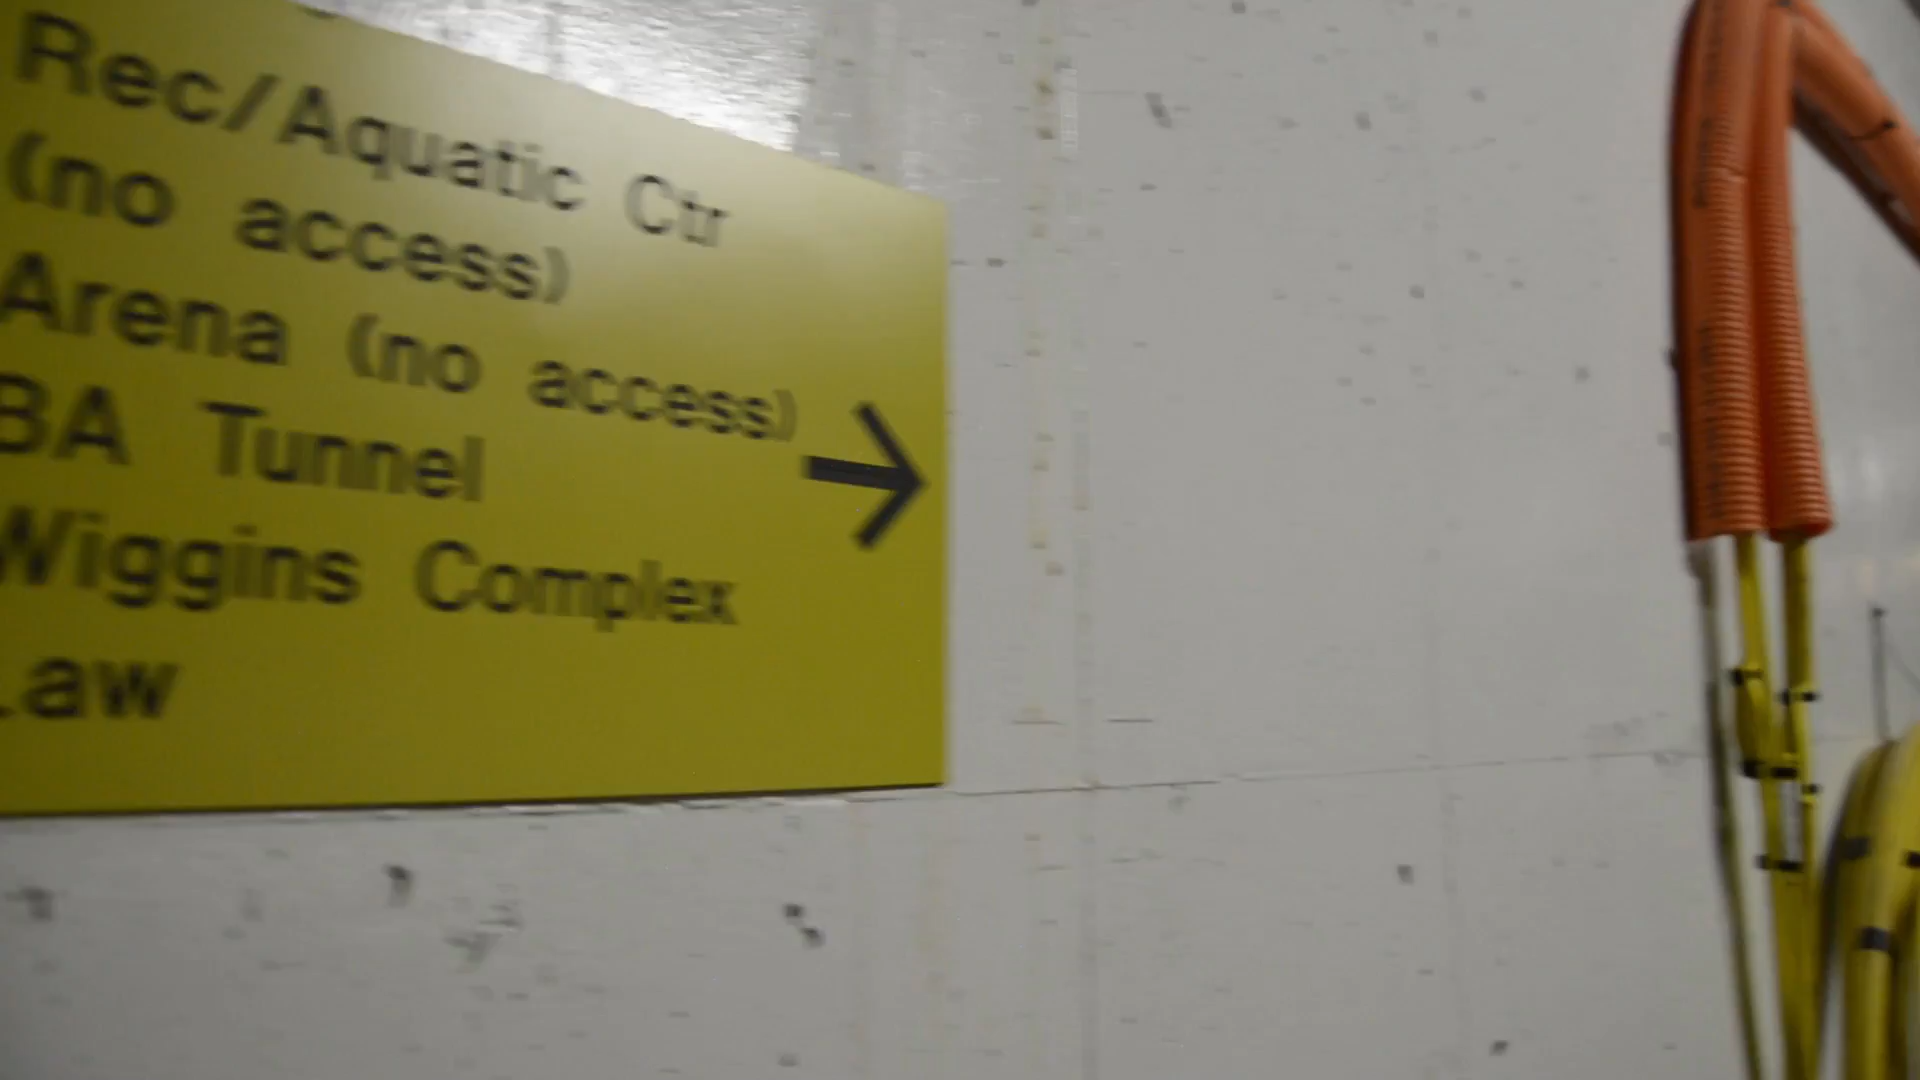 Rec/Aquatic Ctr
(no access)
Arena (no access)
BA Tunnel
Wiggins Complex
Law